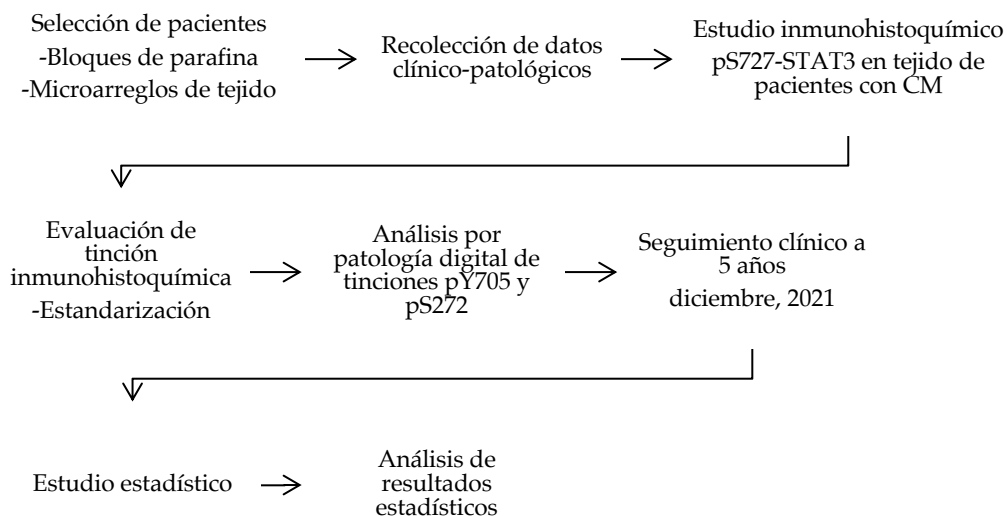 Selección de pacientes
-Bloques de parafina
-Microarreglos de tejido
Recolección de datos
clínico-patológicos
Estudio inmunohistoquímico
pS727-STAT3 en tejido de
pacientes con CM
Evaluación de
tinción
inmunohistoquímica
-Estandarización
Análisis por
patología digital de
tinciones pY705 y
pS272
Seguimiento clínico a
5 años
diciembre, 2021
Estudio estadístico
Análisis de
resultados
estadísticos